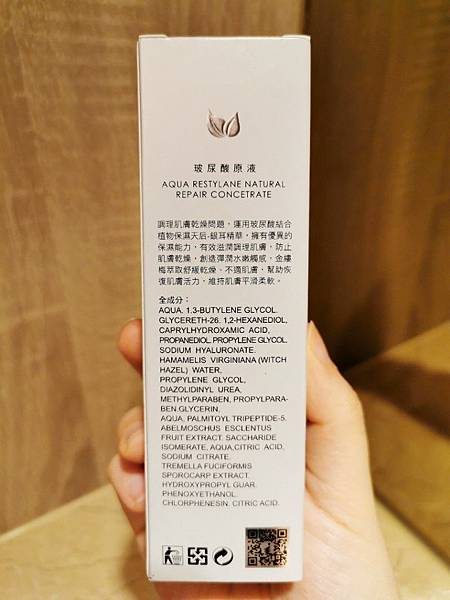 玻尿酸原液
AQUA RESTYLANE NATURAL
REPAIR CONCETRATE
調理肌膚乾燥問題，運用玻尿酸結合
植物保濕天后-銀耳精華，擁有優異的
保濕能力，有效滋潤調理肌膚，防止
肌膚乾燥，創造彈潤水嫩觸感，金縷
梅萃取舒緩乾燥、不適肌膚，幫助恢
復肌膚活力，維持肌膚平滑柔軟。
全成分：
AQUA. 1.3-BUTYLENE GLYCOL.
GLYCERETH-26. 1,2-HEXANEDIOL,
CAPRYLHYDROXAMIC ACID,
PROPANEDIOL. PROPYLENE GLYCOL.
SODIUM HYALURONATE.
HAMAMELIS VIRGINIANA (WITCH
HAZEL) WATER,
PROPYLENE GLYCOL,
DIAZOLIDINYL UREA,
METHYLPARABEN, PROPYLPARA-
BEN.GLYCERIN,
AQUA, PALMITOYL TRIPEPTIDE-5.
ABELMOSCHUS ESCLENTUS
FRUIT EXTRACT. SACCHARIDE
ISOMERATE, AQUA,CITRIC ACID,
SODIUM CITRATE.
TREMELLA FUCIFORMIS
SPOROCARP EXTRACT.
HYDROXYPROPYL GUAR.
PHENOXYETHANOL.
CHLORPHENESIN. CITRIC ACID.